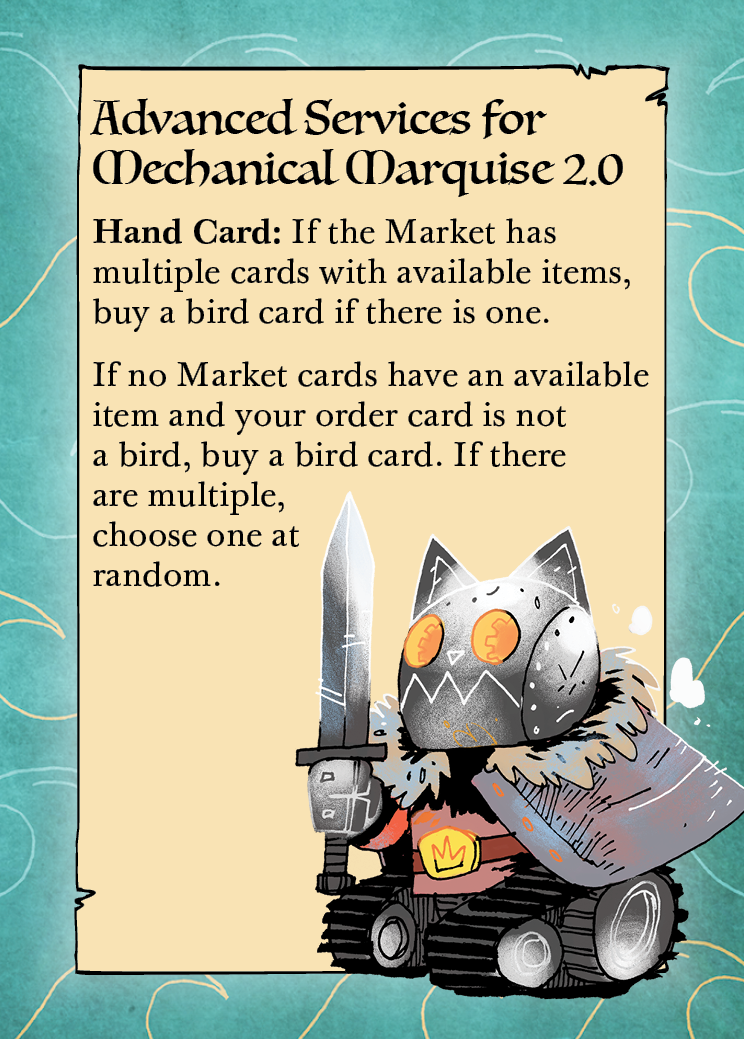 Advanced Services for
Mechanical Marquise 2.0
Hand Card: If the Market has
multiple cards with available items,
buy a bird card if there is one.
If no Market cards have an available
item and your order card is not
a bird, buy a bird card. If there
are multiple,
choose one at
random.